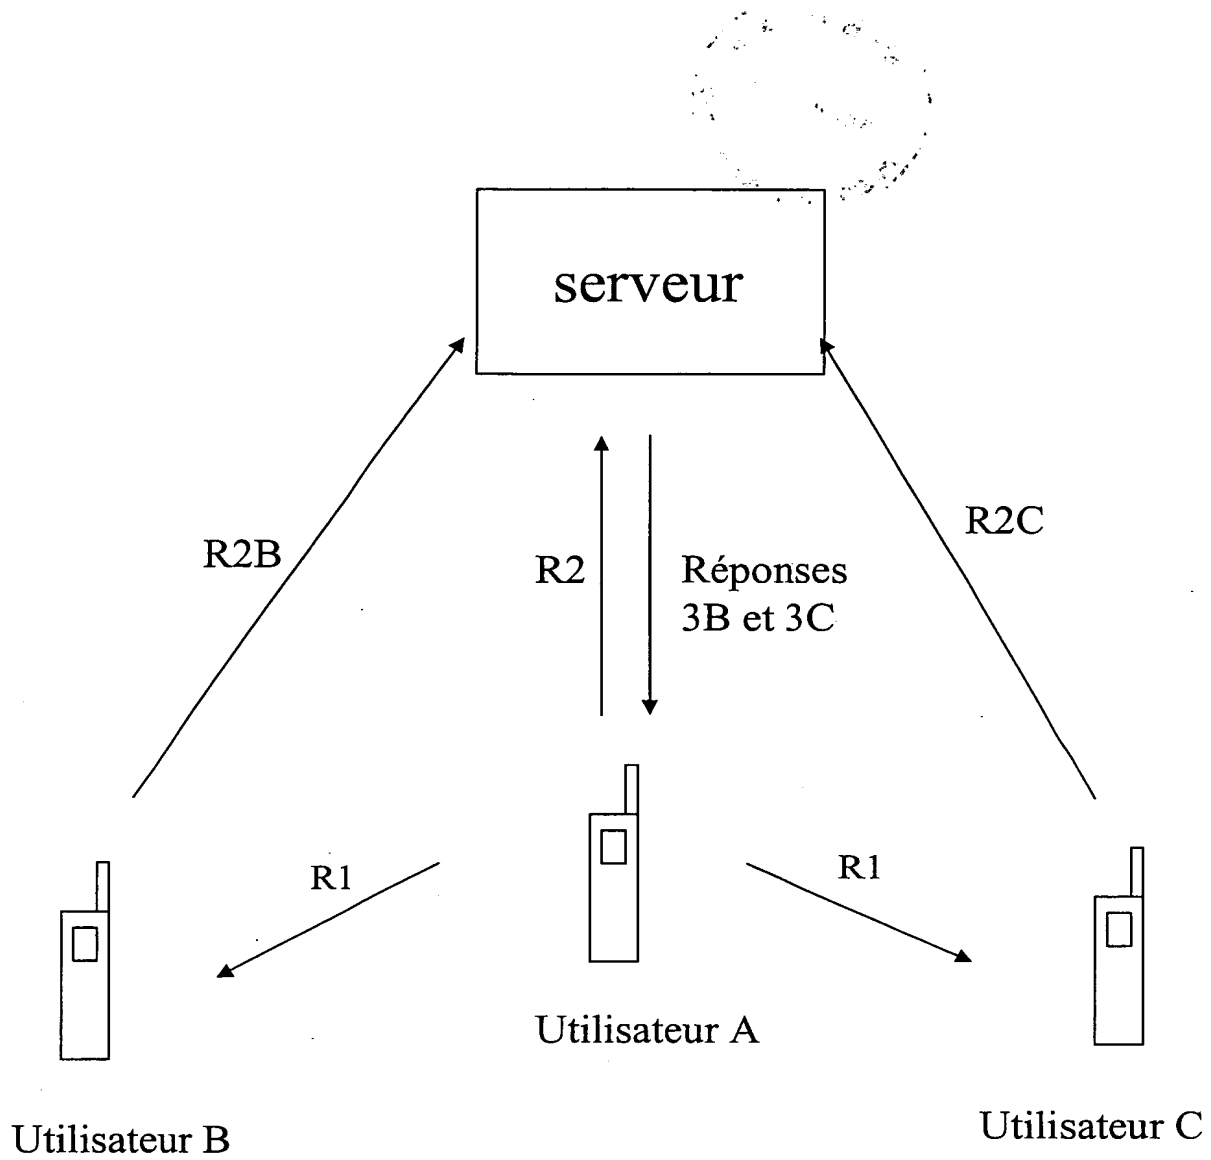 serveur
R2B
R2
Réponses
3B et 3C
R2C
R1
R1
Utilisateur A
Utilisateur B
Utilisateur C